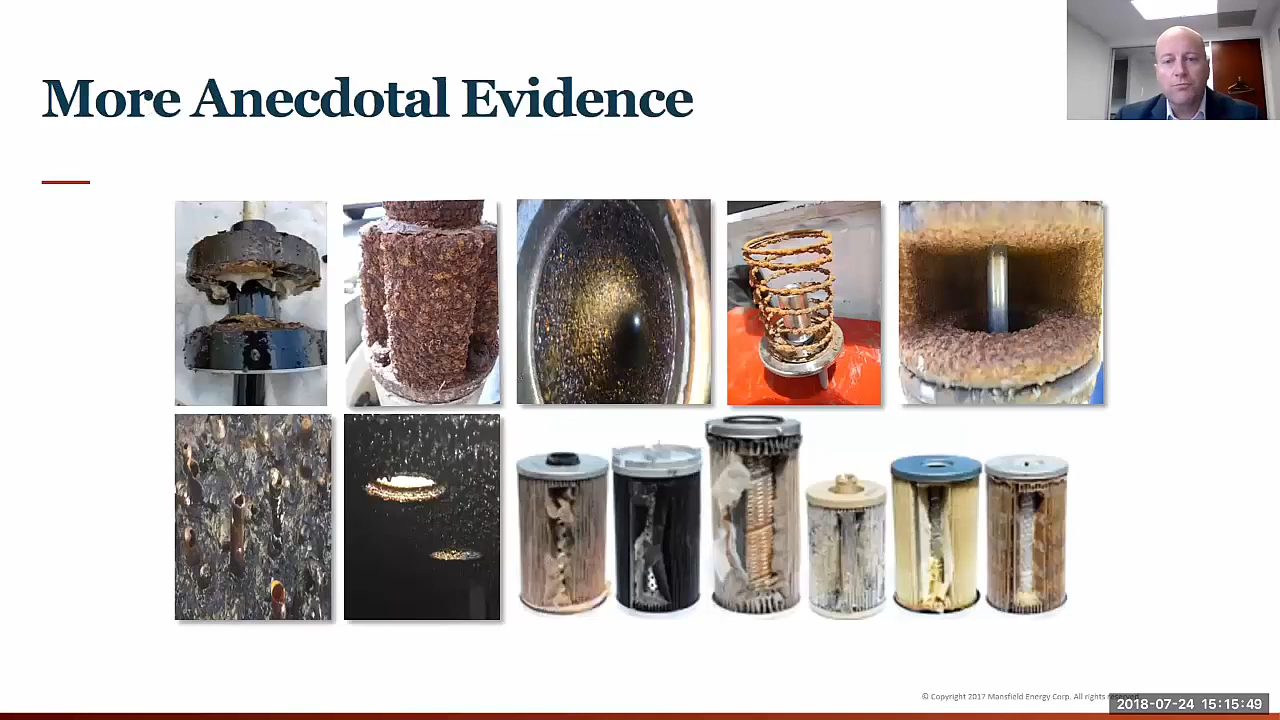 More Anecdotal Evidence
© Copyright 2017 Mansfield Energy Corp. All rights reserved.
2018-07-24 15:15:49